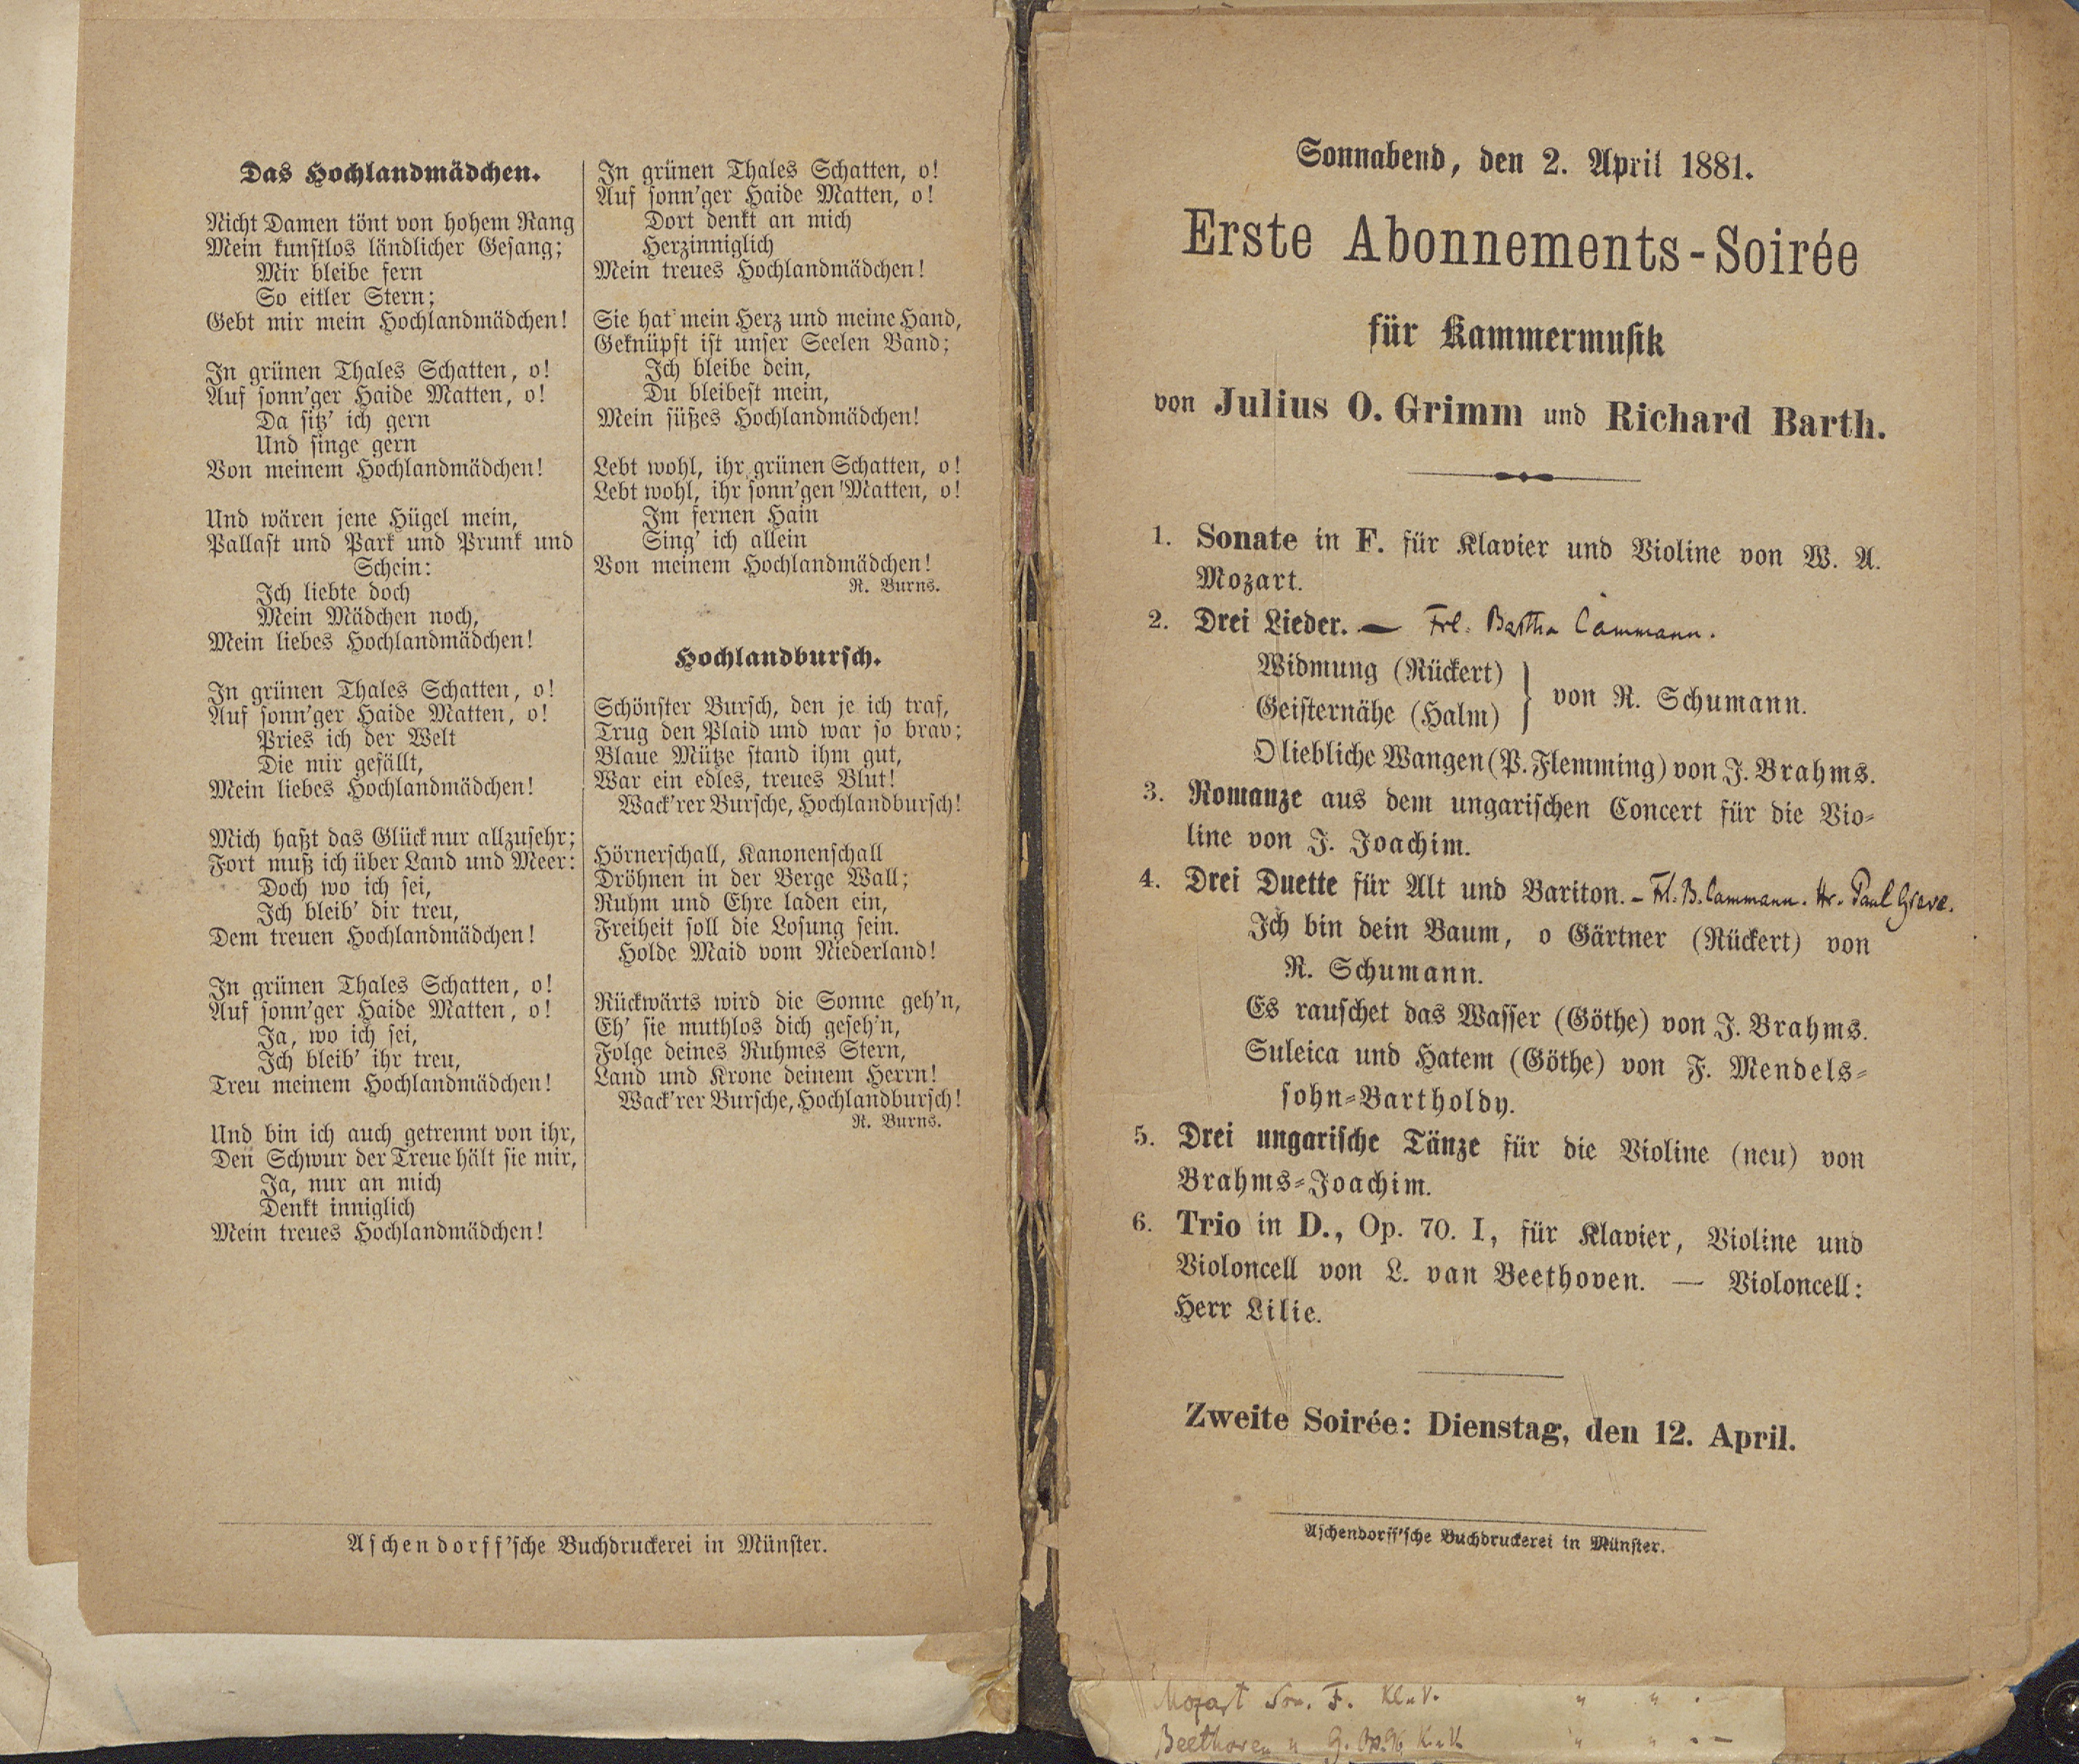 Das Hochlandmädchen.
Nicht Damen tönt von hohem Rang
Mein kunstlos ländlicher Gesang;
Mir bleibe fern
So eitler Stern;
Gebt mir mein Hochlandmädchen!
In grünen Thales Schatten, o!
Auf sonn'ger Haide Matten, o!
Da sitz' ich gern
Und singe gern
Von meinem Hochlandmädchen!
Und wären jene Hügel mein,
Pallast und Park und Prunk und
Schein:
Ich liebte doch
Mein Mädchen noch,
Mein liebes Hochlandmädchen!
In grünen Thales Schatten, o!
Auf sonn'ger Haide Matten, o!
Pries ich der Welt
Die mir gefällt,
Mein liebes Hochlandmädchen!
Mich haßt das Glück nur allzusehr;
Fort muß ich über Land und Meer:
Doch wo ich sei,
Ich bleib' dir treu,
Dem treuen Hochlandmädchen!
In grünen Thales Schatten, o!
Auf sonn'ger Haide Matten, o!
Ja, wo ich sei,
Ich bleib' ihr treu,
Treu meinem Hochlandmädchen!
Und bin ich auch getrennt von ihr,
Den Schwur der Treue hält sie mir,
Ja, nur an mich
Denkt inniglich
Mein treues Hochlandmädchen!
In grünen Thales Schatten, o!
Auf sonn'ger Haide Matten, o!
Dort denkt an mich
Herzinniglich
Mein treues Hochlandmädchen!
Sie hat mein Herz und meine Hand,
Geknüpft ist unser Seelen Band;
Ich bleibe dein,
Du bleibest mein,
Mein süßes Hochlandmädchen!
Lebt wohl, ihr grünen Schatten, o!
Lebt wohl, ihr sonn'gen Matten, o!
Im fernen Hain
Sing' ich allein
Von meinem Hochlandmädchen!
R. Burns.
Hochlandbursch.
Schönster Bursch, den je ich traf,
Trug den Plaid und war so brav;
Blaue Mütze stand ihm gut,
War ein edles, treues Blut!
Wack'rer Bursche, Hochlandbursch!
Hörnerschall, Kanonenschall
Dröhnen in der Berge Wall;
Ruhm und Ehre laden ein,
Freiheit soll die Losung sein.
Holde Maid vom Niederland!
Rückwärts wird die Sonne geh'n,
Eh' sie muthlos dich geseh'n,
Folge deines Ruhmes Stern,
Land und Krone deinem Herrn!
Wack'rer Bursche, Hochlandbursch!
R. Burns.
Aschendorff'sche Buchdruckerei in Münster.
Sonnabend, den 2. April 1881.
Erste Abonnements-Soirée
für Kammermusik
von Julius O. Grimm und Richard Barth.
1. Sonate in F. für Klavier und Violine von W. A.
Mozart.
2. Drei Lieder. — Frl. Bertha Cammann.
Widmung (Rückert)
Geisternähe (Halm) } von R. Schumann.
O liebliche Wangen (P. Flemming) von J. Brahms.
3. Romanze aus dem ungarischen Concert für die Vio-
line von J. Joachim.
4. Drei Duette für Alt und Bariton. - Frl. B. Cammann. Hr. Paul Greve.
Ich bin dein Baum, o Gärtner (Rückert) von
R. Schumann.
Es rauschet das Wasser (Göthe) von J. Brahms.
Suleica und Hatem (Göthe) von F. Mendels-
sohn-Bartholdy.
5. Drei ungarische Tänze für die Violine (neu) von
Brahms-Joachim.
6. Trio in D., Op. 70. I, für Klavier, Violine und
Violoncell von L. van Beethoven. — Violoncell:
Herr Lilie.
Zweite Soirée: Dienstag, den 12. April.
Aschendorff'sche Buchdruckerei in Münster.
Mozart Son. F. Kl. u. V. " " .
Beethoven " G. Op. 96 K. u. V. " " . —